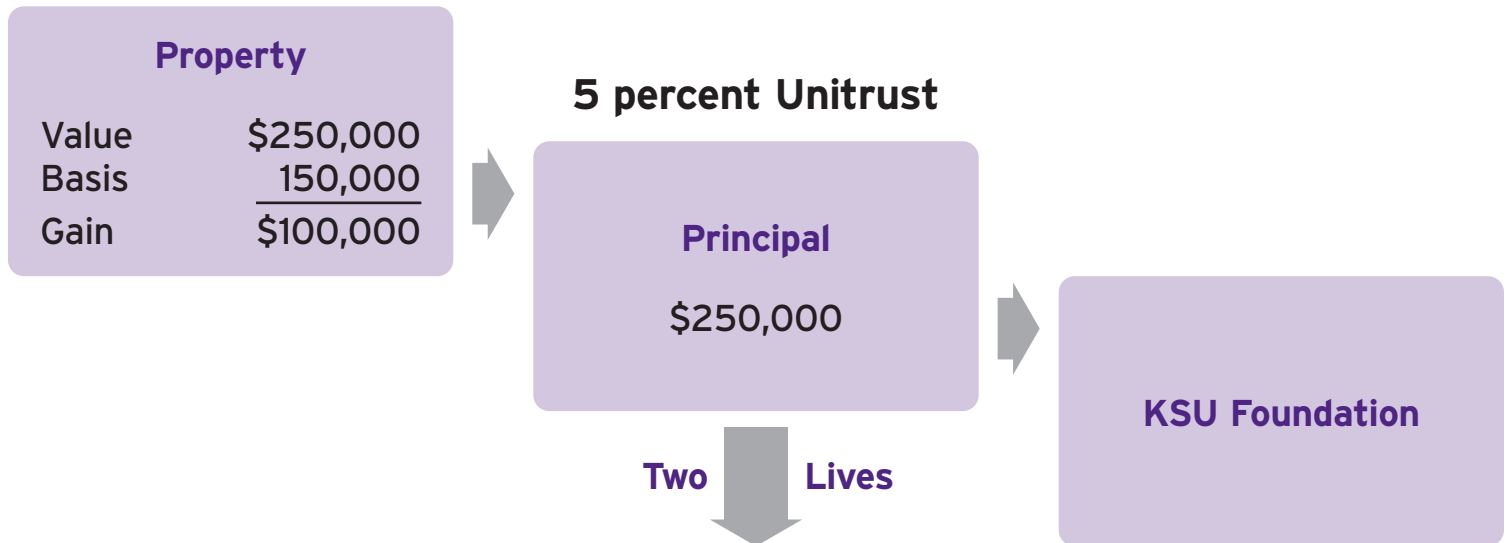 Property
Value $250,000
Basis 150,000
Gain $100,000
5 percent Unitrust
Principal
$250,000
Two Lives
KSU Foundation